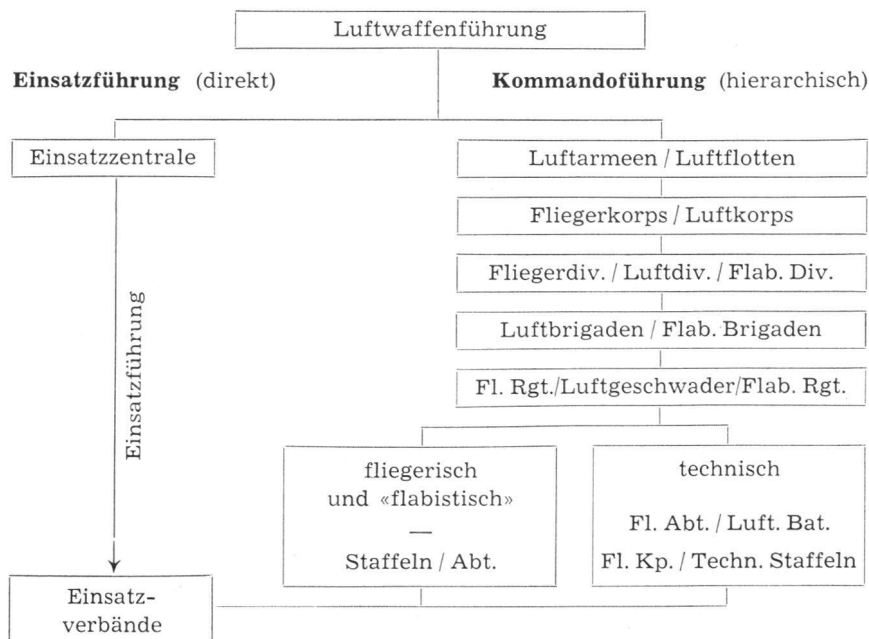 Luftwaffenführung
Einsatzführung (direkt)
Kommandoführung (hierarchisch)
Einsatzzentrale
Luftarmeen / Luftflotten
Fliegerkorps / Luftkorps
Fliegerdiv. / Luftdiv. / Flab. Div.
Luftbrigaden / Flab. Brigaden
Fl. Rgt./Luftgeschwader/Flab. Rgt.
Einsatzführung
fliegerisch
und «flabistisch»
—
Staffeln / Abt.
technisch
Fl. Abt. / Luft. Bat.
Fl. Kp. / Techn. Staffeln
Einsatz-
verbände